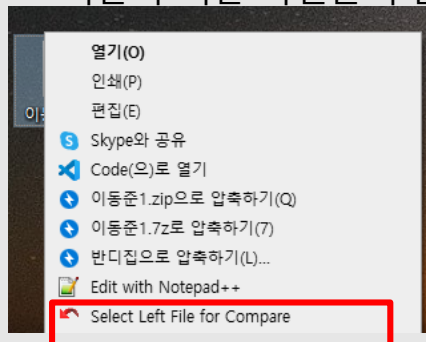 열기(O)
인쇄(P)
편집(E)
Skype와 공유
Code(으)로 열기
이동준1.zip으로 압축하기(Q)
이동준1.7z로 압축하기(7)
반디집으로 압축하기(L)...
Edit with Notepad++
Select Left File for Compare